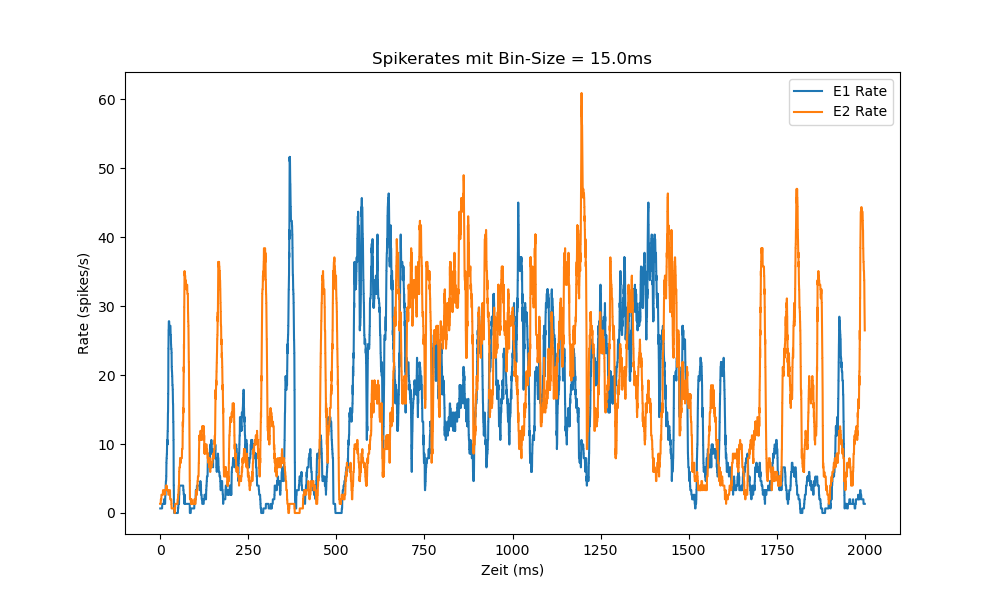 Spikerates mit Bin-Size = 15.0ms
E1 Rate
E2 Rate
60
50
40
30
20
10
0
Rate (spikes/s)
0 250 500 750 1000 1250 1500 1750 2000
Zeit (ms)